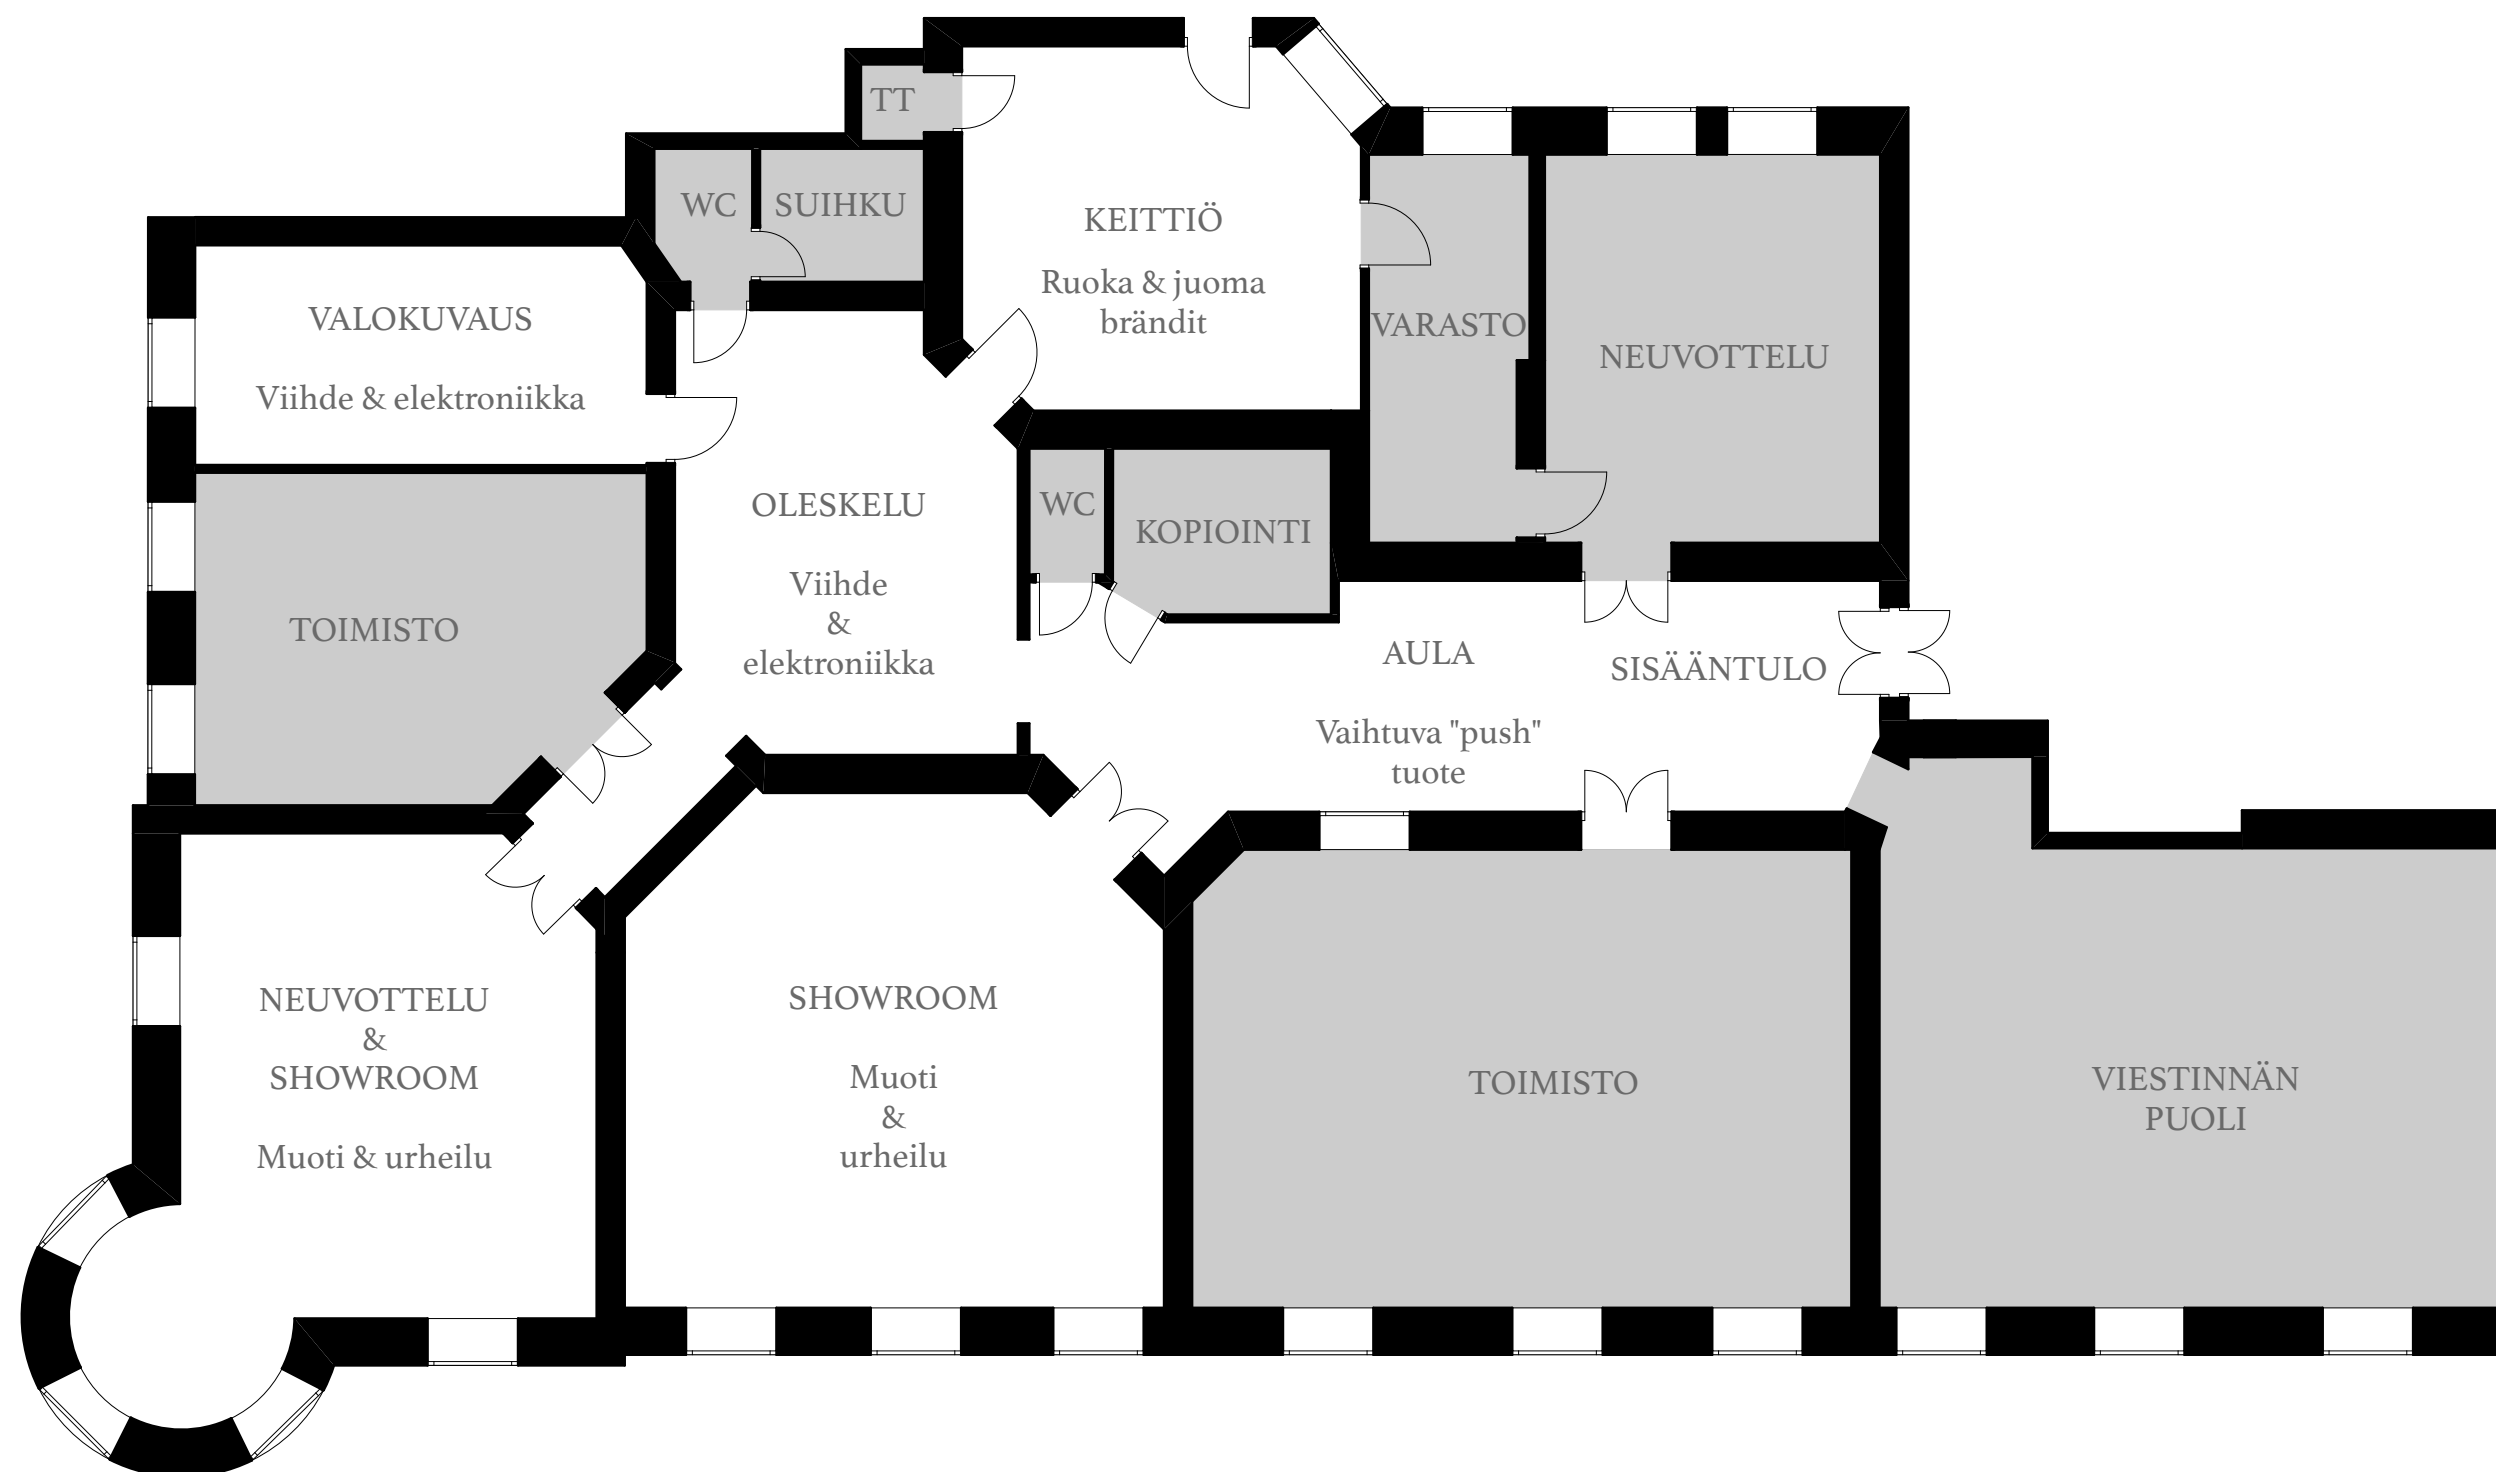 TT
WC
SUIHKU
KEITTIÖ
Ruoka & juoma
brändit
VALOKUVAUS
Viihde & elektroniikka
VARASTO
NEUVOTTELU
OLESKELU
Viihde
&
elektroniikka
WC
KOPIOINTI
TOIMISTO
AULA
Vaihtuva "push"
tuote
SISÄÄNTULO
NEUVOTTELU
&
SHOWROOM
Muoti & urheilu
SHOWROOM
Muoti
&
urheilu
TOIMISTO
VIESTINNÄN
PUOLI